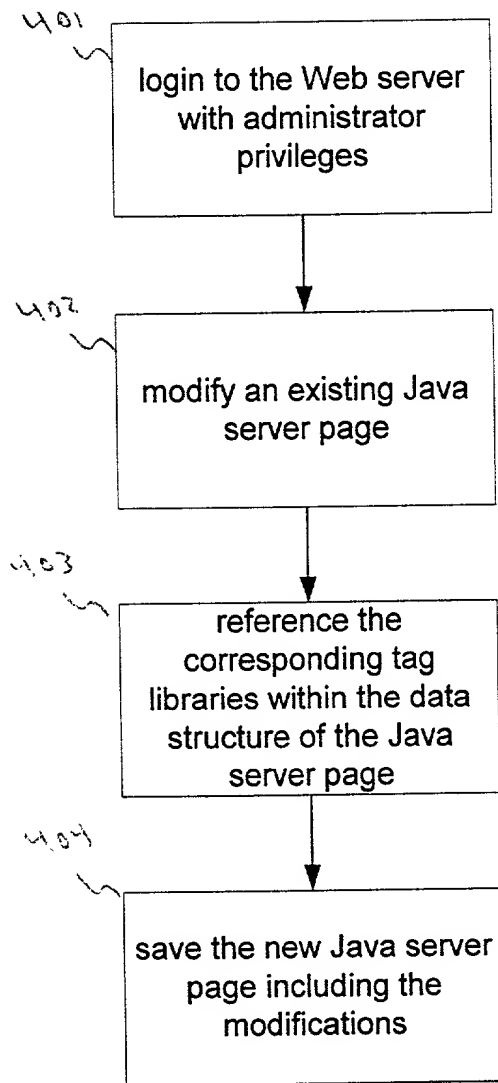 401
login to the Web server
with administrator
privileges
402
modify an existing Java
server page
403
reference the
corresponding tag
libraries within the data
structure of the Java
server page
404
save the new Java server
page including the
modifications